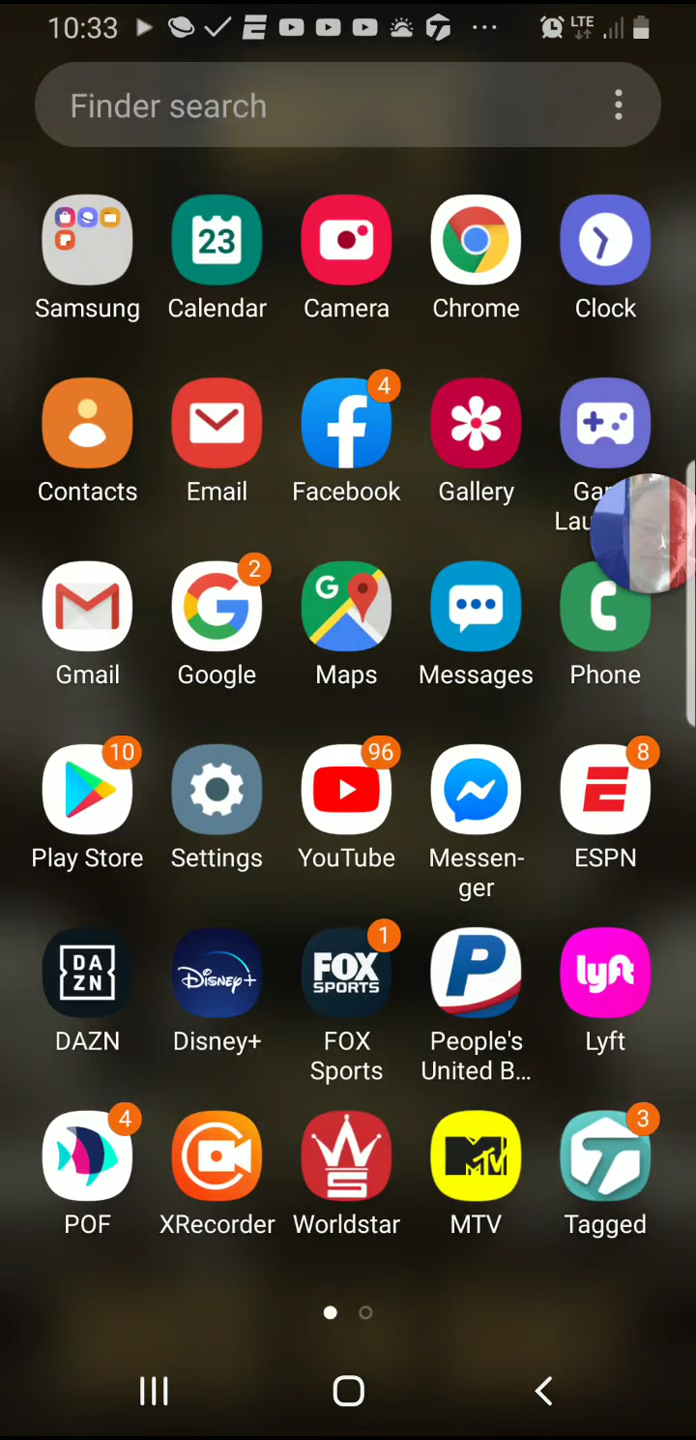 10:33 LTE
Finder search
23
Samsung Calendar Camera Chrome Clock
4
Contacts Email Facebook Gallery
G
2
Gmail Google Maps Messages Phone
10 96 8
Play Store Settings YouTube Messen-
ger ESPN
DA
ZN
Disney+
1
FOX
SPORTS
P
lyft
DAZN Disney+ FOX
Sports People's
United B... Lyft
4
MTV
3
POF XRecorder Worldstar MTV Tagged